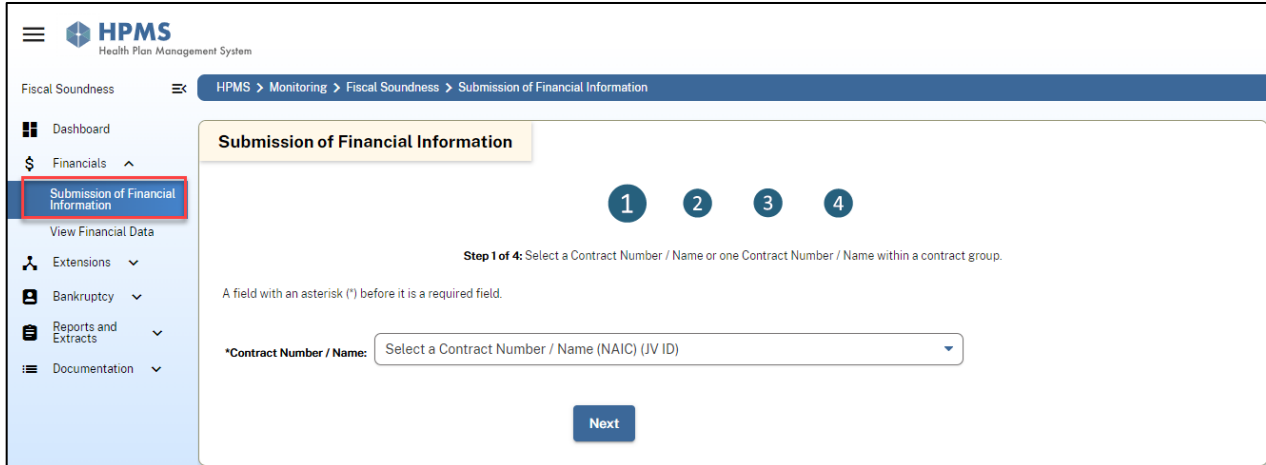 HPMS
Health Plan Management System
Fiscal Soundness
HPMS > Monitoring > Fiscal Soundness > Submission of Financial Information
Dashboard
Financials
Submission of Financial
Information
View Financial Data
Extensions
Bankruptcy
Reports and
Extracts
Documentation
Submission of Financial Information
1 2 3 4
Step 1 of 4: Select a Contract Number / Name or one Contract Number / Name within a contract group.
A field with an asterisk (*) before it is a required field.
*Contract Number / Name: Select a Contract Number / Name (NAIC) (JV ID)
Next